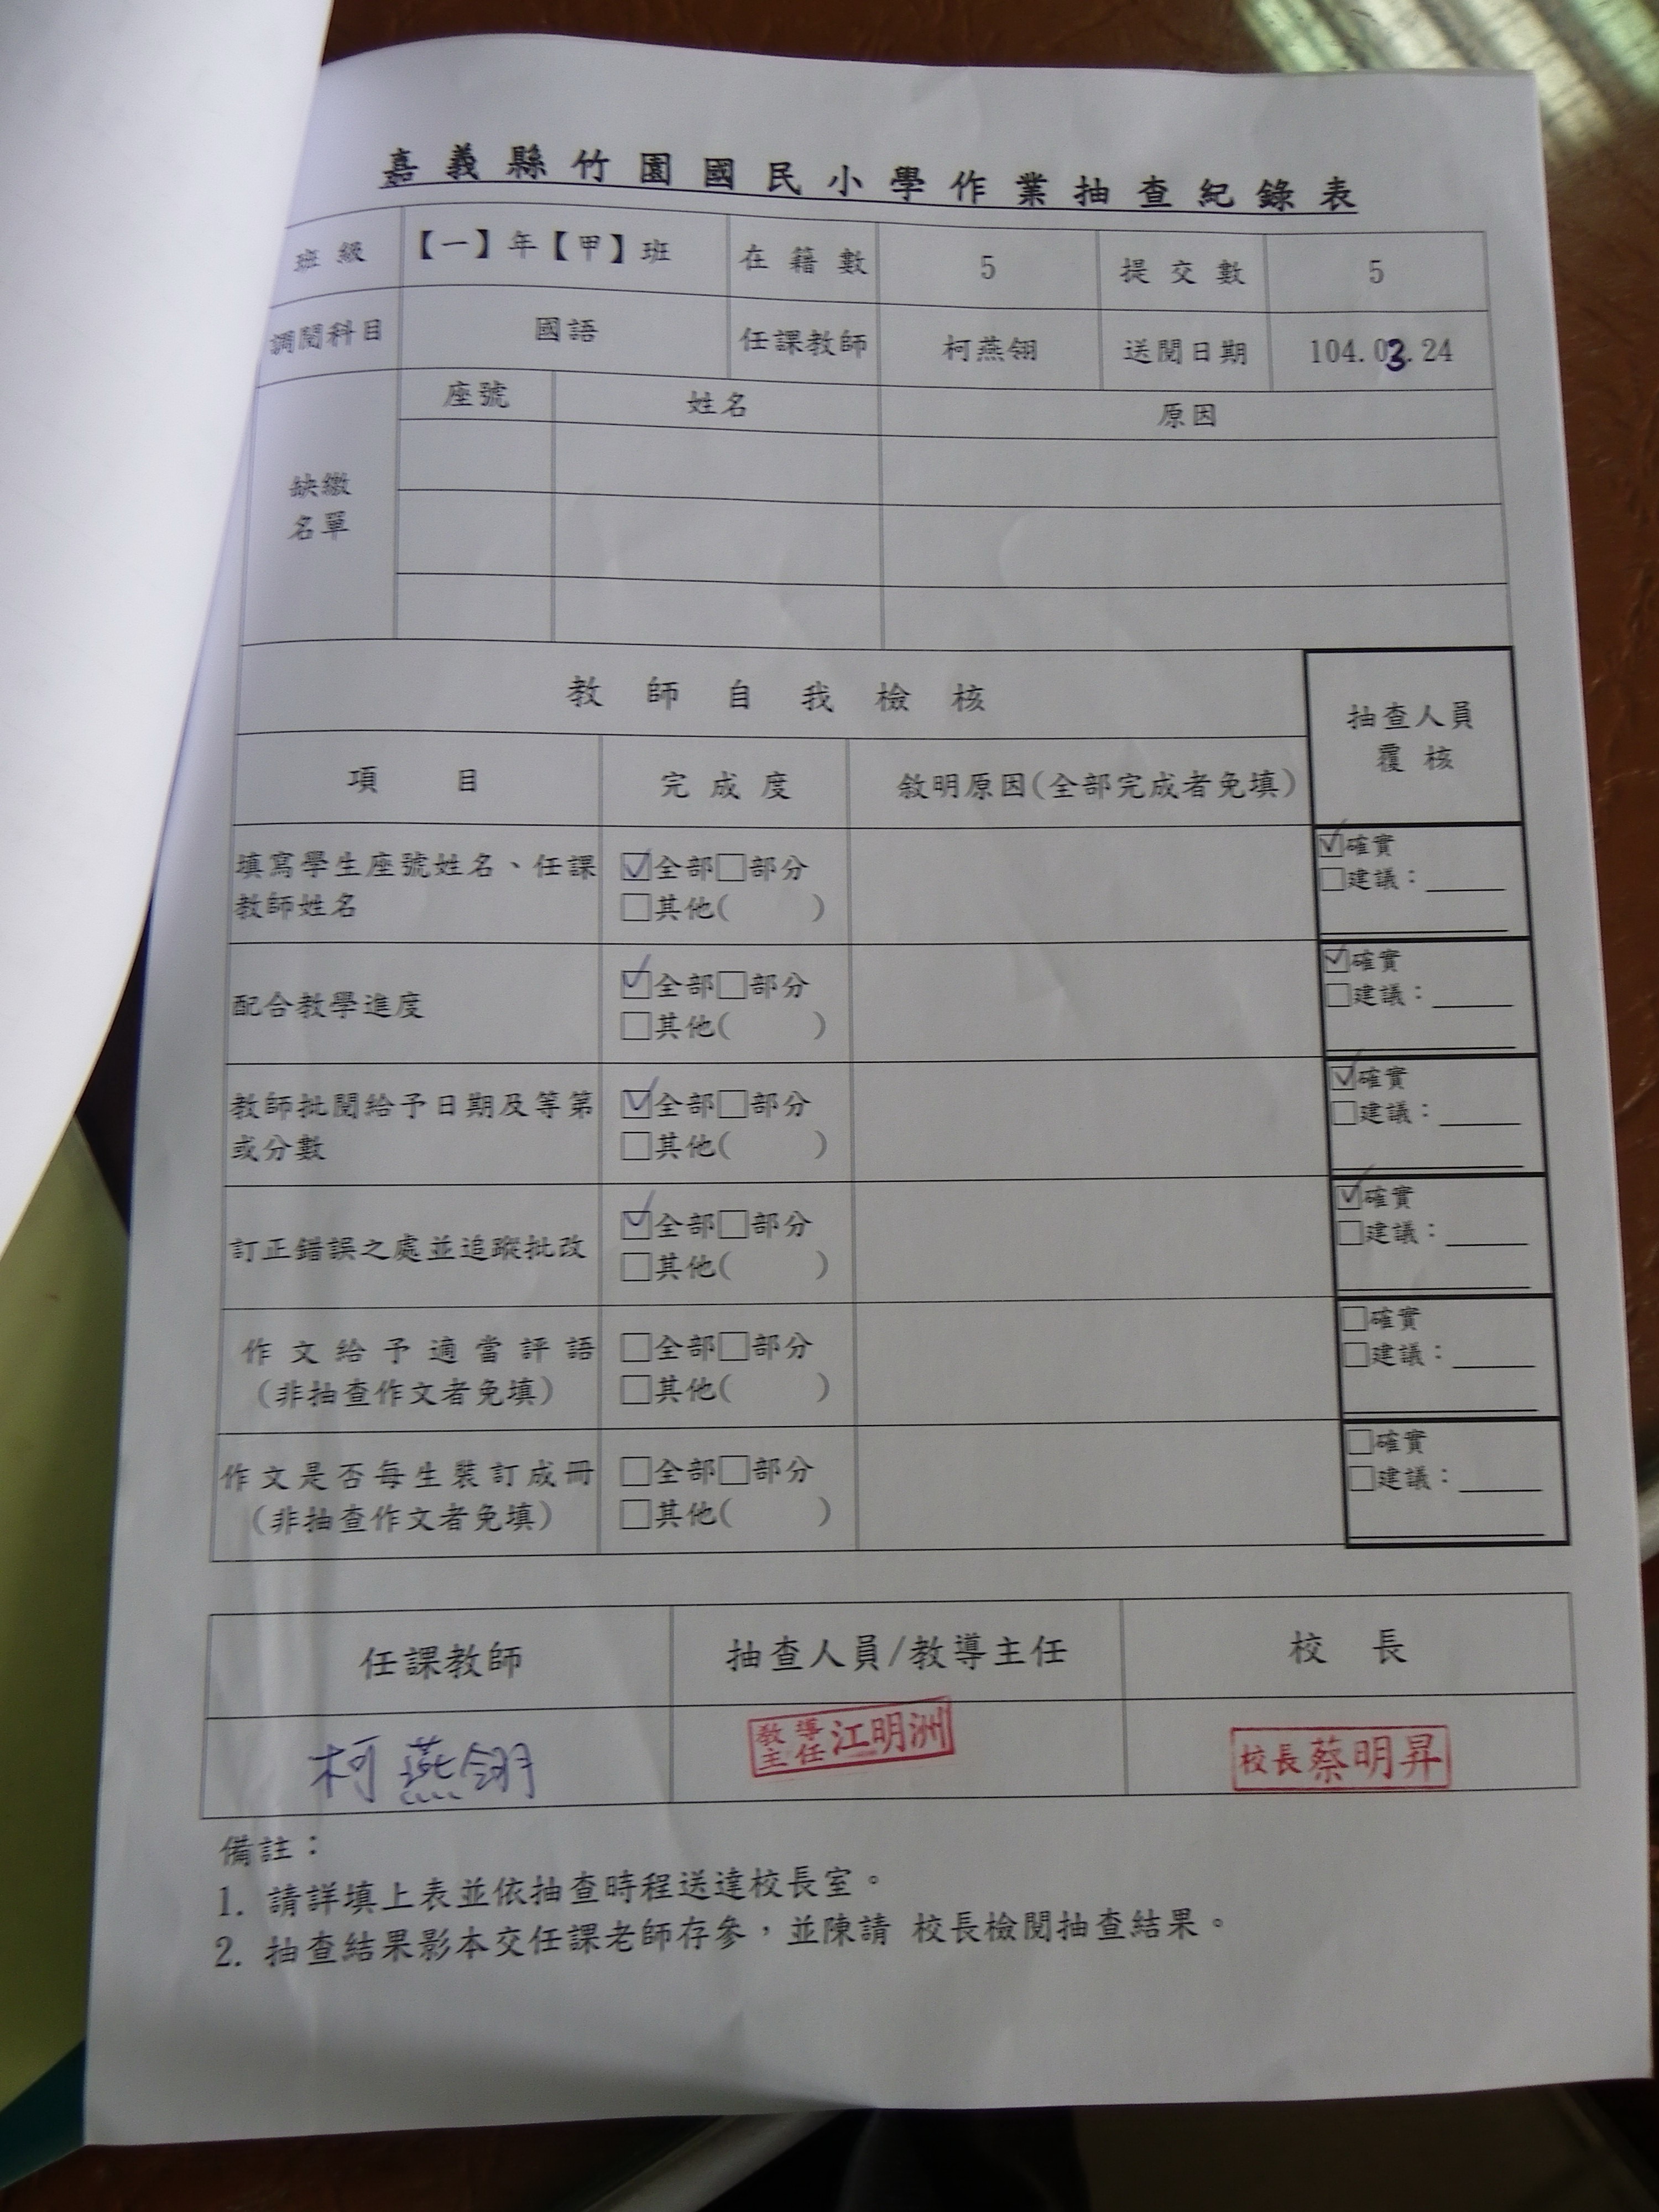 嘉義縣竹園國民小學作業抽查紀錄表
班級 【一】年【甲】班 在籍數 5 提交數 5
調閱科目 國語 任課教師 柯燕翎 送閱日期 104.03.24
缺繳名單 座號 姓名 原因
教師自我檢核 抽查人員覆核
項目 完成度 敘明原因(全部完成者免填)
填寫學生座號姓名、任課 ☑全部□部分 ☑確實
教師姓名 □其他( ) □建議:
配合教學進度 ☑全部□部分 ☑確實
□其他( ) □建議:
教師批閱給予日期及等第 ☑全部□部分 ☑確實
或分數 □其他( ) □建議:
訂正錯誤之處並追蹤批改 ☑全部□部分 ☑確實
□其他( ) □建議:
作文給予適當評語 □全部□部分 □確實
(非抽查作文者免填) □其他( ) □建議:
作文是否每生裝訂成冊 □全部□部分 □確實
(非抽查作文者免填) □其他( ) □建議:
任課教師 抽查人員/教導主任 校長
柯燕翎 教導主任江明洲 校長蔡明昇
備註:
1. 請詳填上表並依抽查時程送達校長室。
2. 抽查結果影本交任課老師存參,並陳請 校長檢閱抽查結果。